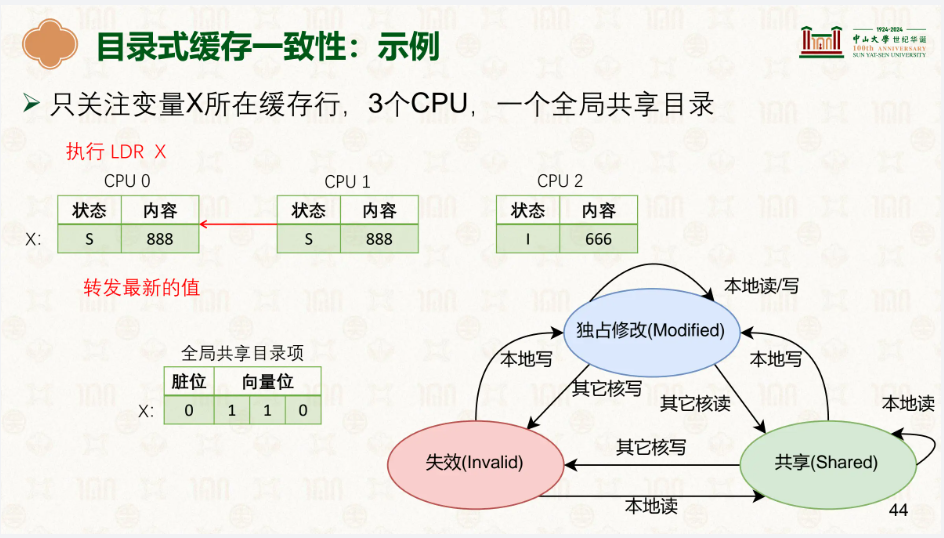 目录式缓存一致性：示例
1924-2024
中山大學 世纪华诞
100th ANNIVERSARY
SUN YAT-SEN UNIVERSITY
➢ 只关注变量X所在缓存行，3个CPU，一个全局共享目录
执行 LDR X
CPU 0 CPU 1 CPU 2
状态 内容 状态 内容 状态 内容
X: S 888 S 888 I 666
转发最新的值
本地读/写
独占修改(Modified)
全局共享目录项
本地写 本地写
脏位 向量位
其它核写
其它核读
X: 0 1 1 0
本地读
其它核写
失效(Invalid) 共享(Shared)
本地读
44